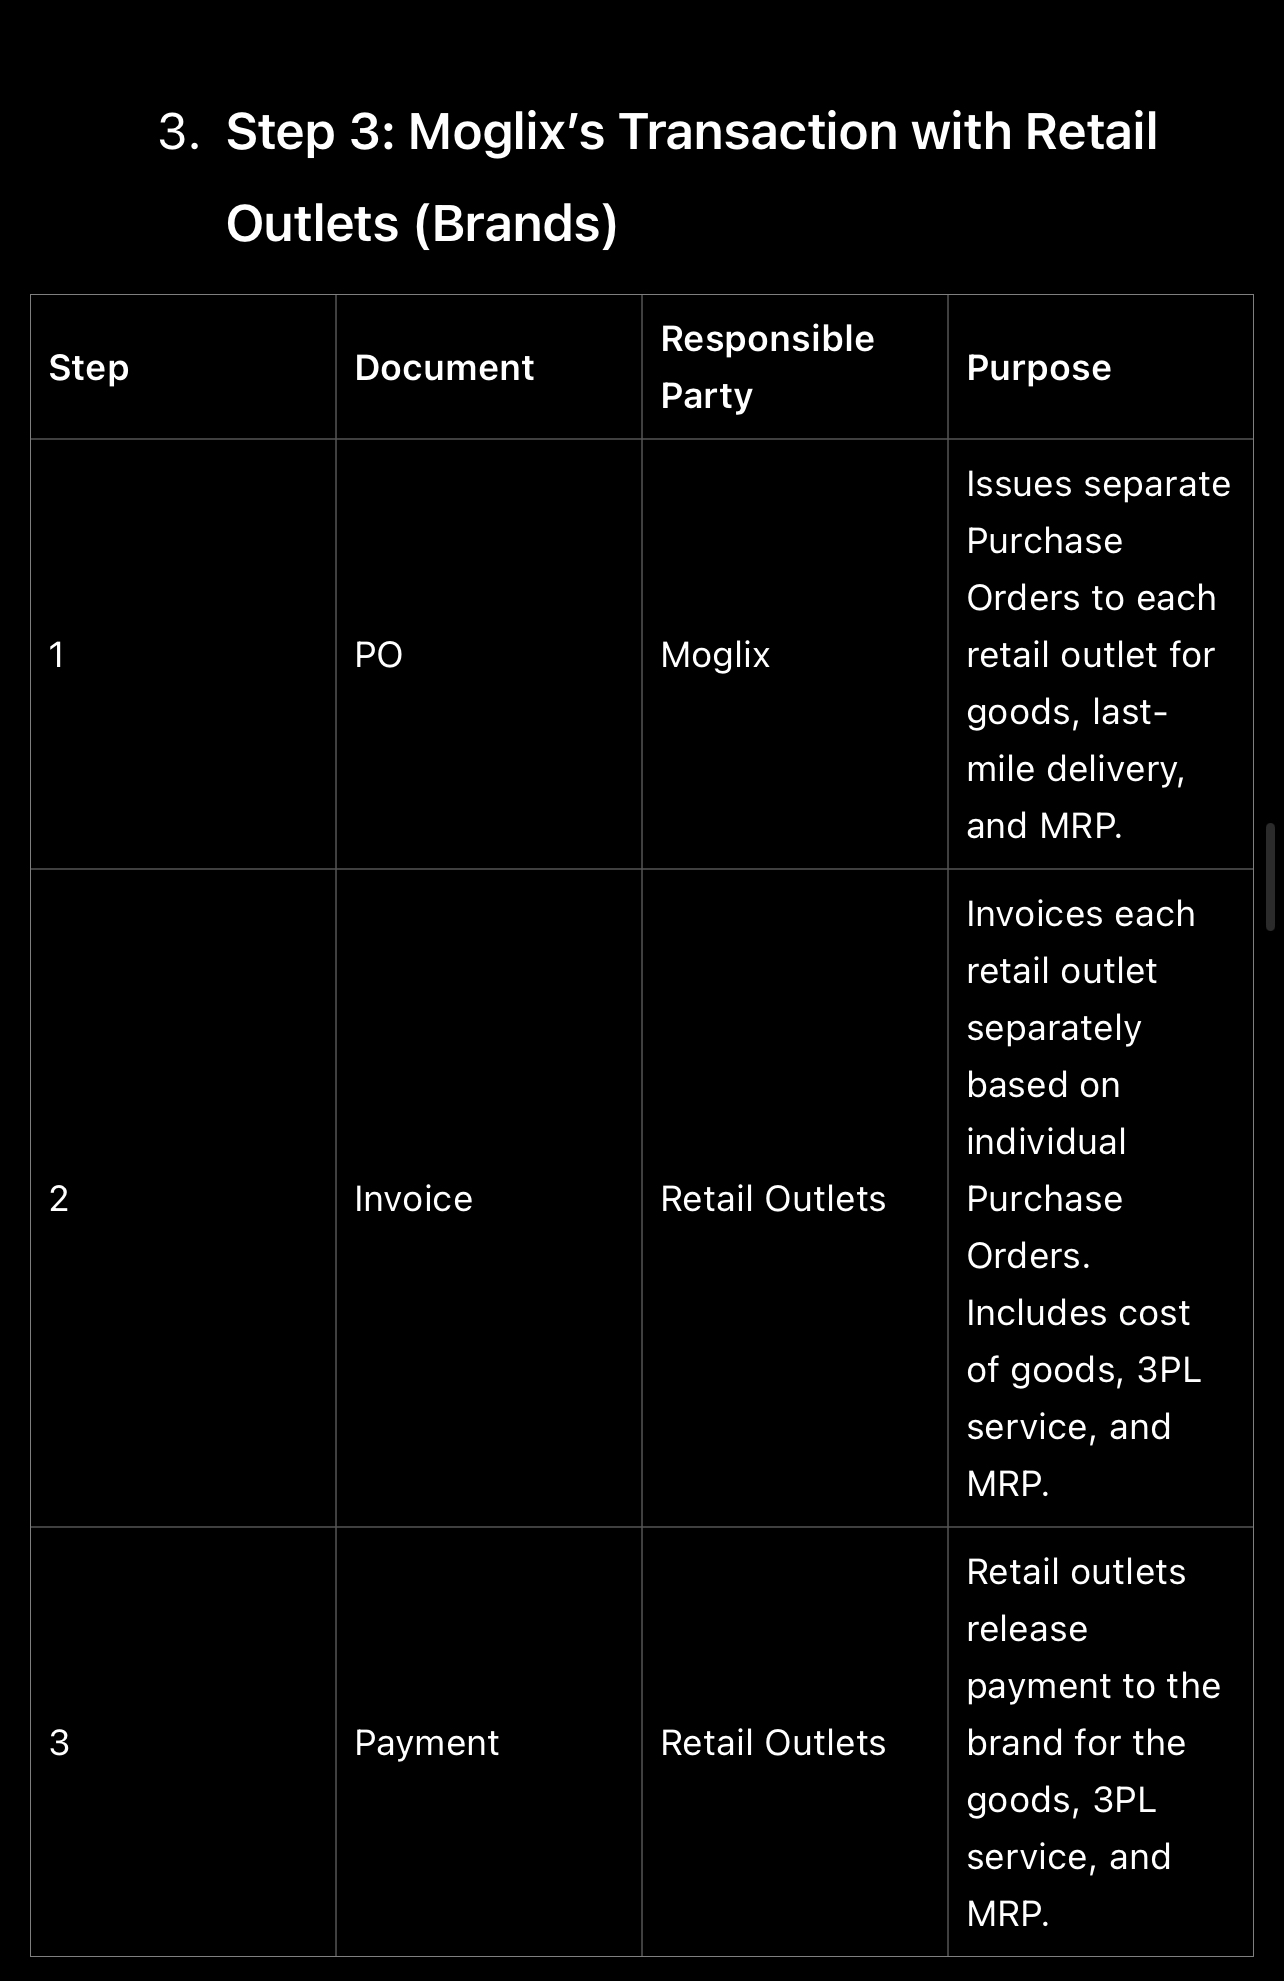 3. Step 3: Moglix’s Transaction with Retail
Outlets (Brands)
Step
Document
Responsible
Party
Purpose
1
PO
Moglix
Issues separate
Purchase
Orders to each
retail outlet for
goods, last-
mile delivery,
and MRP.
2
Invoice
Retail Outlets
Invoices each
retail outlet
separately
based on
individual
Purchase
Orders.
Includes cost
of goods, 3PL
service, and
MRP.
3
Payment
Retail Outlets
Retail outlets
release
payment to the
brand for the
goods, 3PL
service, and
MRP.